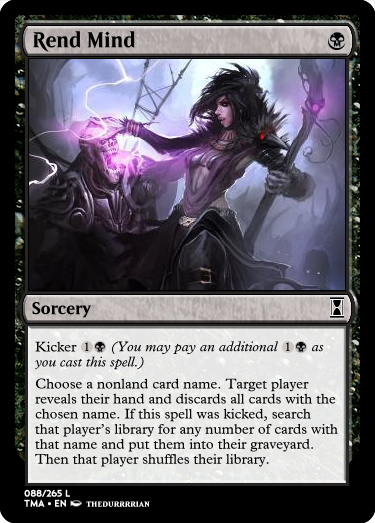 Rend Mind
Sorcery
Kicker 1 (You may pay an additional 1 as
you cast this spell.)
Choose a nonland card name. Target player
reveals their hand and discards all cards with the
chosen name. If this spell was kicked, search
that player's library for any number of cards with
that name and put them into their graveyard.
Then that player shuffles their library.
088/265 L
TMA • EN THEDURRRRIAN